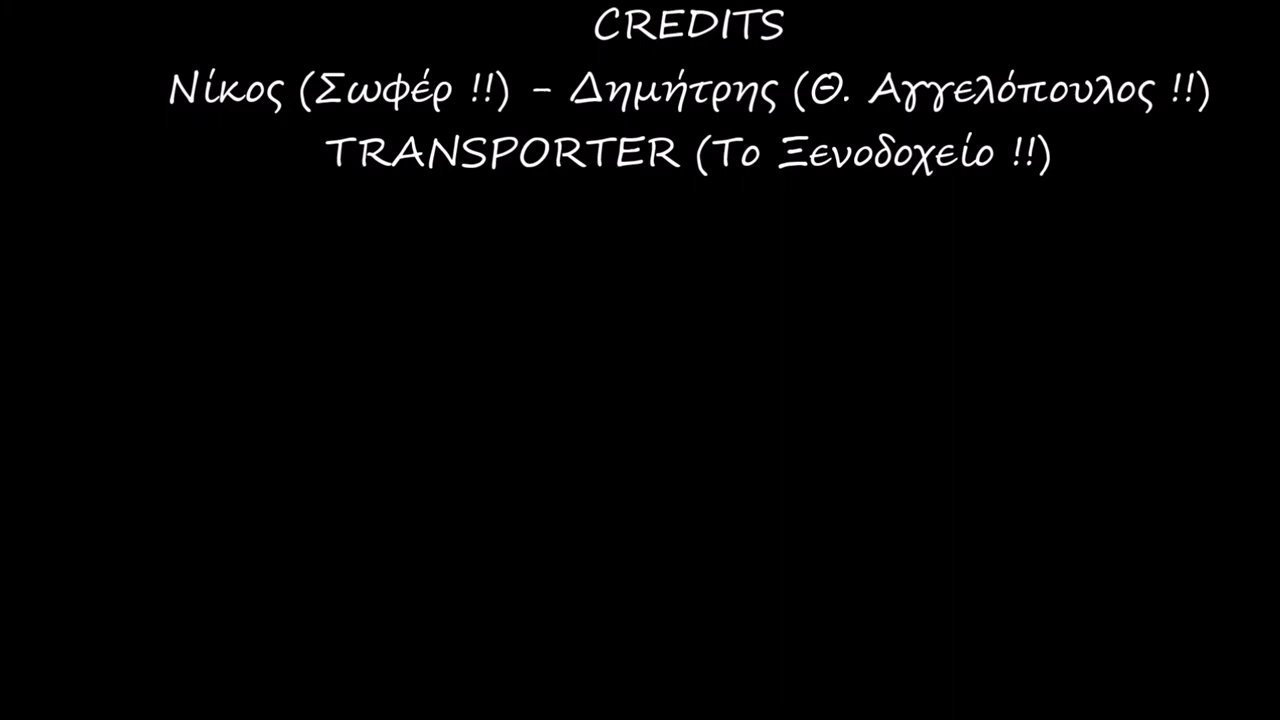 CREDITS
Νίκος (Σωφέρ !!) - Δημήτρης (Θ. Αγγελόπουλος !!)
TRANSPORTER (Το Ξενοδοχείο !!)